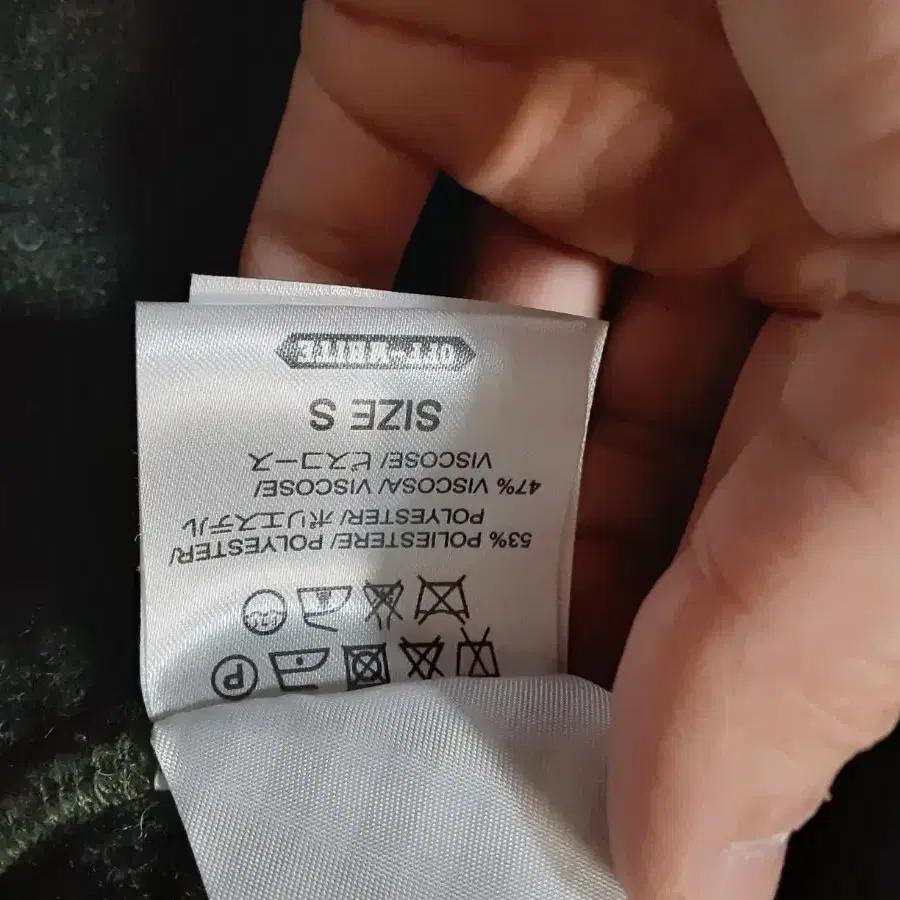 P
53% POLIESTERE/ POLYESTER/
POLYESTER/ ポリエステル
47% VISCOSA/ VISCOSE/
VISCOSE/ ビスコース
SIZE S
OFF-WHITE